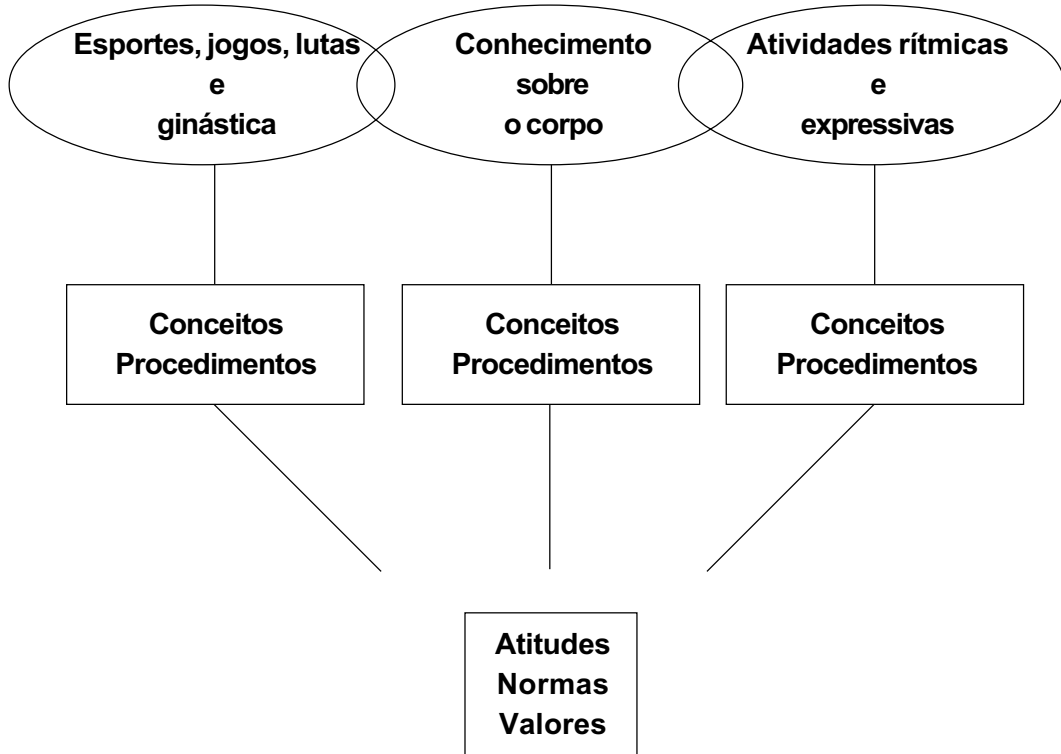 Esportes, jogos, lutas
e
ginástica
Conhecimento
sobre
o corpo
Atividades rítmicas
e
expressivas
Conceitos
Procedimentos
Conceitos
Procedimentos
Conceitos
Procedimentos
Atitudes
Normas
Valores